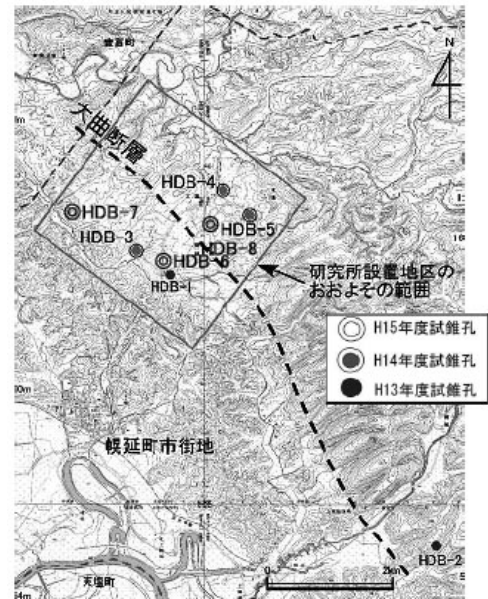 豊富町
N
大曲断層
HDB-4
HDB-7
HDB-5
HDB-3
HDB-8
HDB-6
HDB-1
研究所設置地区の
おおよその範囲
H15年度試錐孔
H14年度試錐孔
H13年度試錐孔
幌延町市街地
HDB-2
天塩町
0
2km